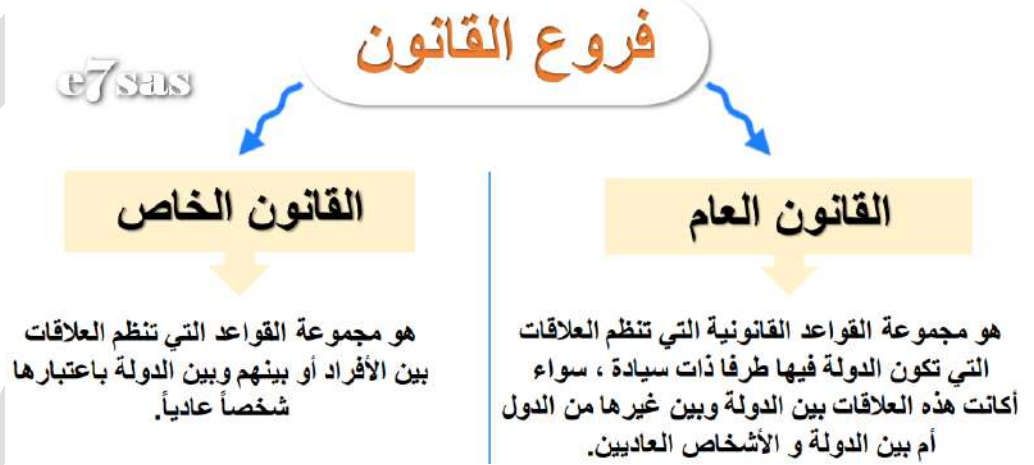 فروع القانون
e7sas
القانون العام
هو مجموعة القواعد القانونية التي تنظم العلاقات
التي تكون الدولة فيها طرفا ذات سيادة ، سواء
أكانت هذه العلاقات بين الدولة وبين غيرها من الدول
أم بين الدولة و الأشخاص العاديين.
القانون الخاص
هو مجموعة القواعد التي تنظم العلاقات
بين الأفراد أو بينهم وبين الدولة باعتبارها
شخصاً عادياً.